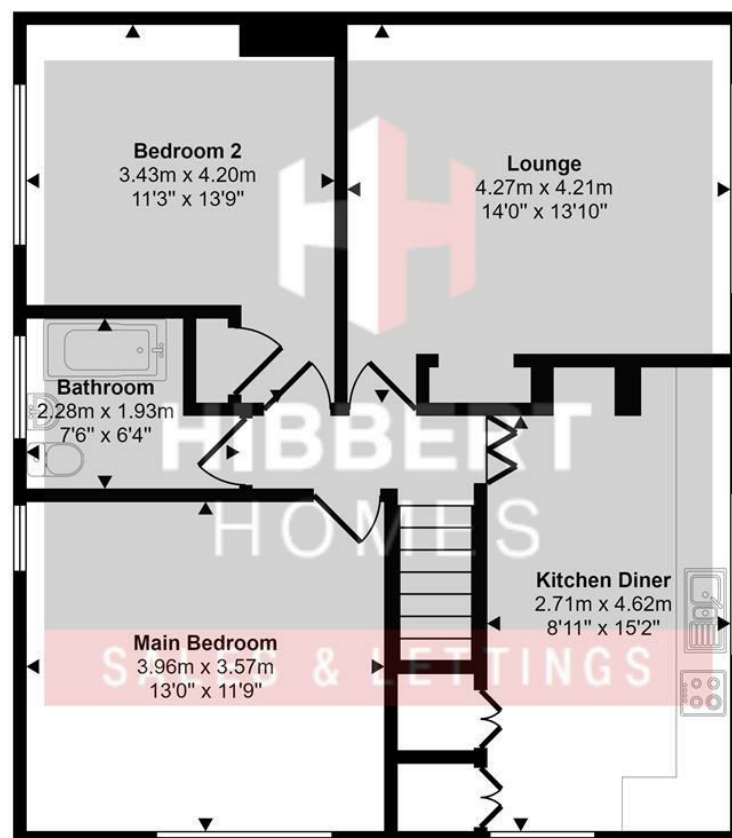 Bedroom 2
3.43m x 4.20m
11'3" x 13'9"
Lounge
4.27m x 4.21m
14'0" x 13'10"
Bathroom
2.28m x 1.93m
7'6" x 6'4"
HIBBERT
HOMES
Kitchen Diner
2.71m x 4.62m
8'11" x 15'2"
Main Bedroom
3.96m x 3.57m
13'0" x 11'9"
SALES & LETTINGS